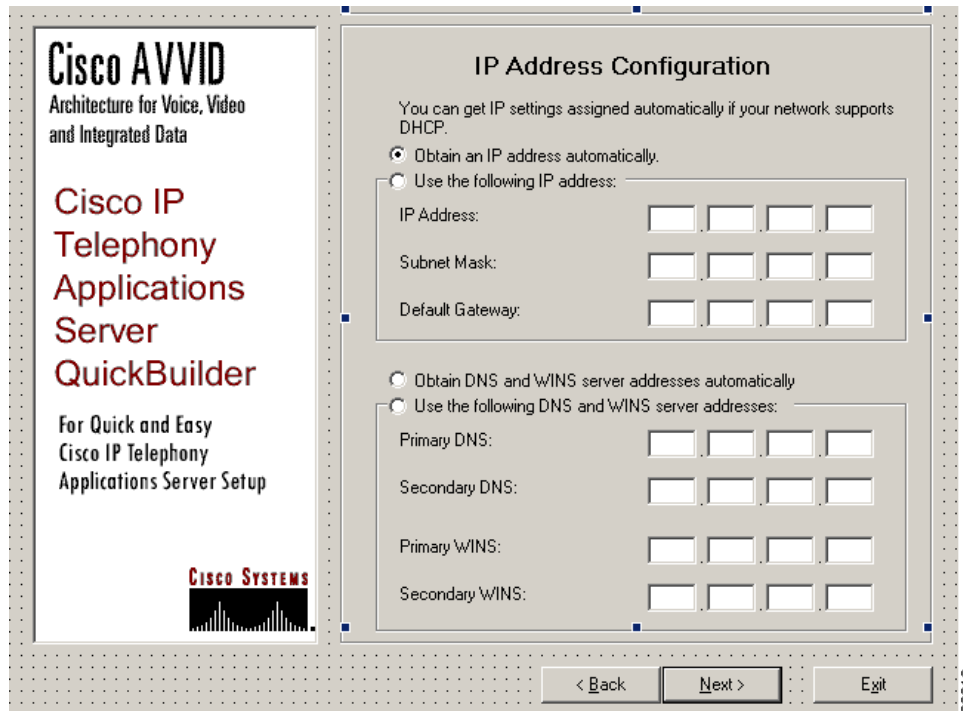 Cisco AVVID
Architecture for Voice, Video
and Integrated Data
Cisco IP
Telephony
Applications
Server
QuickBuilder
For Quick and Easy
Cisco IP Telephony
Applications Server Setup
CISCO SYSTEMS
IP Address Configuration
You can get IP settings assigned automatically if your network supports
DHCP.
Obtain an IP address automatically.
Use the following IP address:
IP Address:
Subnet Mask:
Default Gateway:
Obtain DNS and WINS server addresses automatically
Use the following DNS and WINS server addresses:
Primary DNS:
Secondary DNS:
Primary WINS:
Secondary WINS:
< Back
Next >
Exit